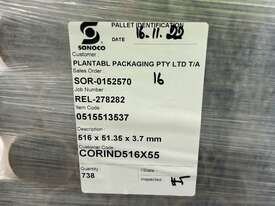 SONOCO
PALLET IDENTIFICATION
DATE 16.11.22
Customer
PLANTABL PACKAGING PTY LTD T/A
Sales Order
SOR-0152570
16
Job Number
REL-278282
Item Code
0515513537
Description
516 x 51.35 x 3.7 mm
Customer Code
CORIND516X55
Quantity
738
Inspected